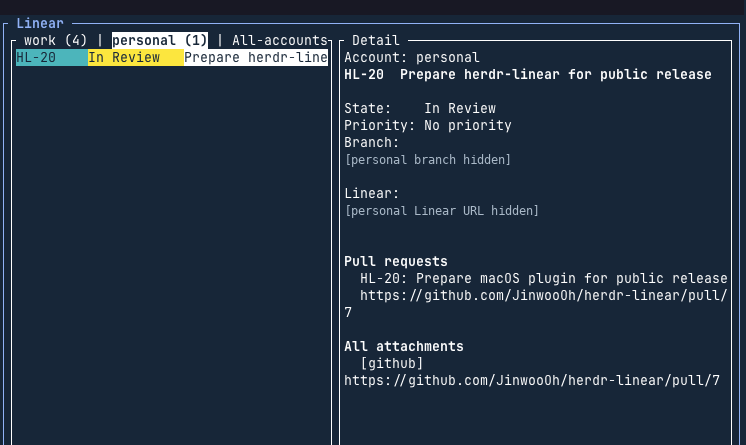 Linear
work (4) | personal (1) | All-accounts
HL-20 In Review Prepare herdr-line
Detail
Account: personal
HL-20 Prepare herdr-linear for public release
State: In Review
Priority: No priority
Branch:
[personal branch hidden]
Linear:
[personal Linear URL hidden]
Pull requests
HL-20: Prepare macOS plugin for public release
https://github.com/JinwooOh/herdr-linear/pull/
7
All attachments
[github]
https://github.com/JinwooOh/herdr-linear/pull/7